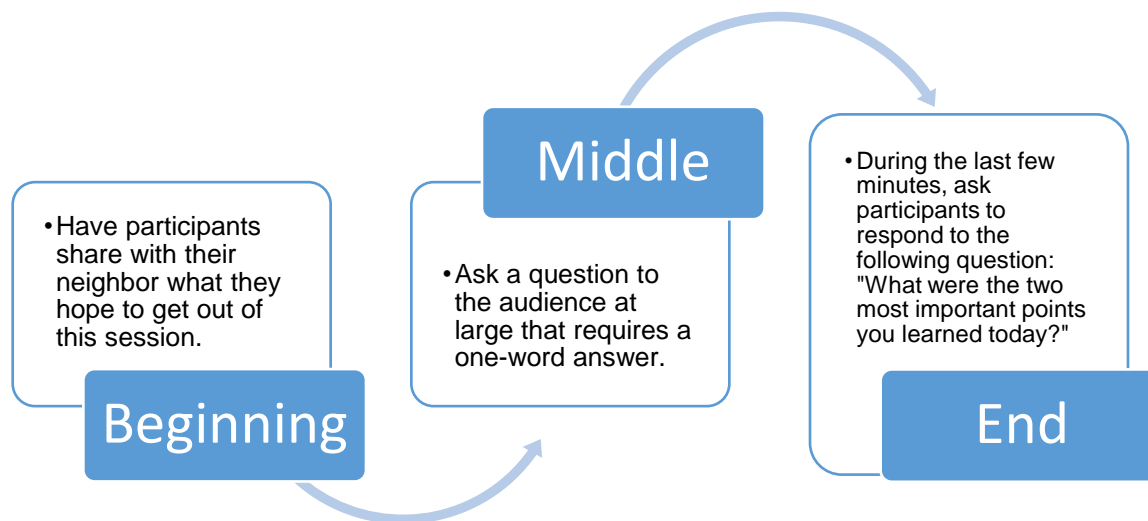 •Have participants
share with their
neighbor what they
hope to get out of
this session.
Beginning
Middle
•Ask a question to
the audience at
large that requires a
one-word answer.
•During the last few
minutes, ask
participants to
respond to the
following question:
"What were the two
most important points
you learned today?"
End